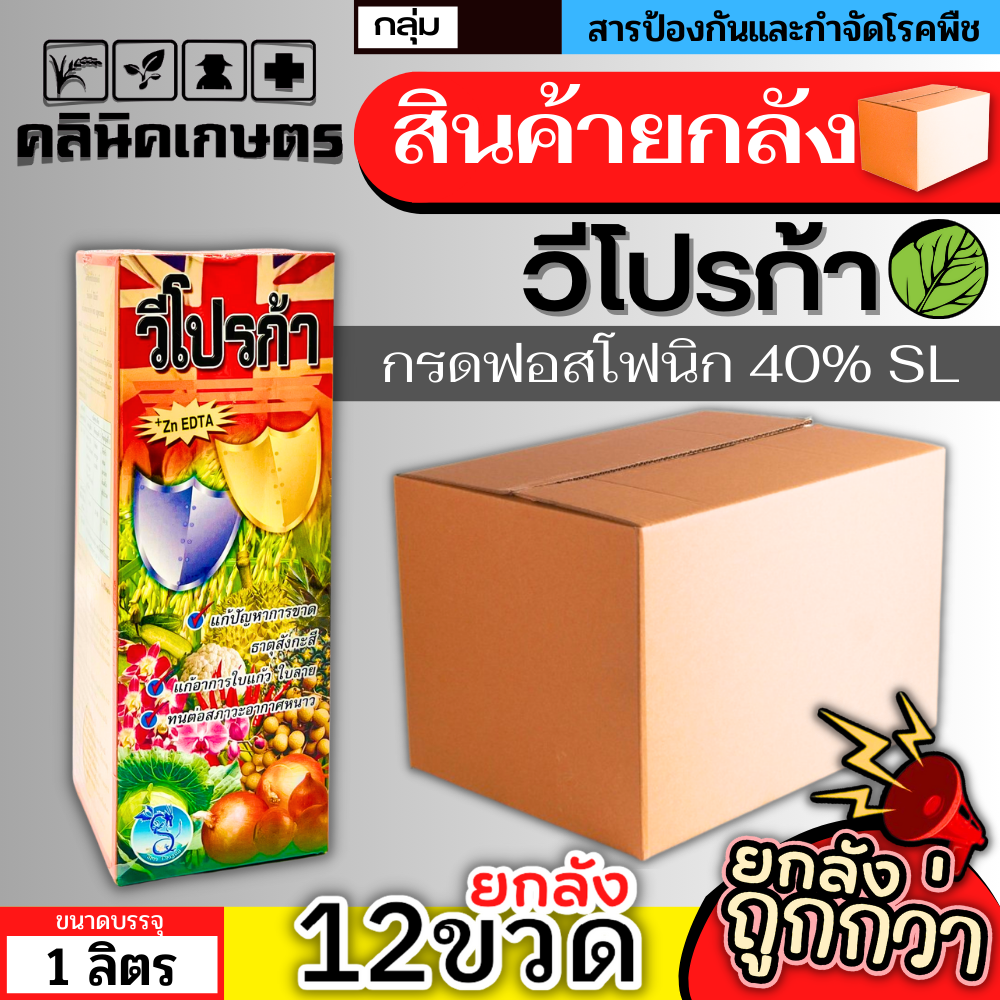 กลุ่ม
สารป้องกันและกำจัดโรคพืช
คลินิคเกษตร
สินค้ายกลัง
วีโปรก้า
กรดฟอสโฟนิก 40% SL
วีโปรก้า
+Zn EDTA
แก้ปัญหาการขาด
ธาตุสังกะสี
แก้อาการใบแก้ว ใบลาย
ทนต่อสภาวะอากาศหนาว
ขนาดบรรจุ
1 ลิตร
ยกลัง
12ขวด
ยกลัง
ถูกกว่า